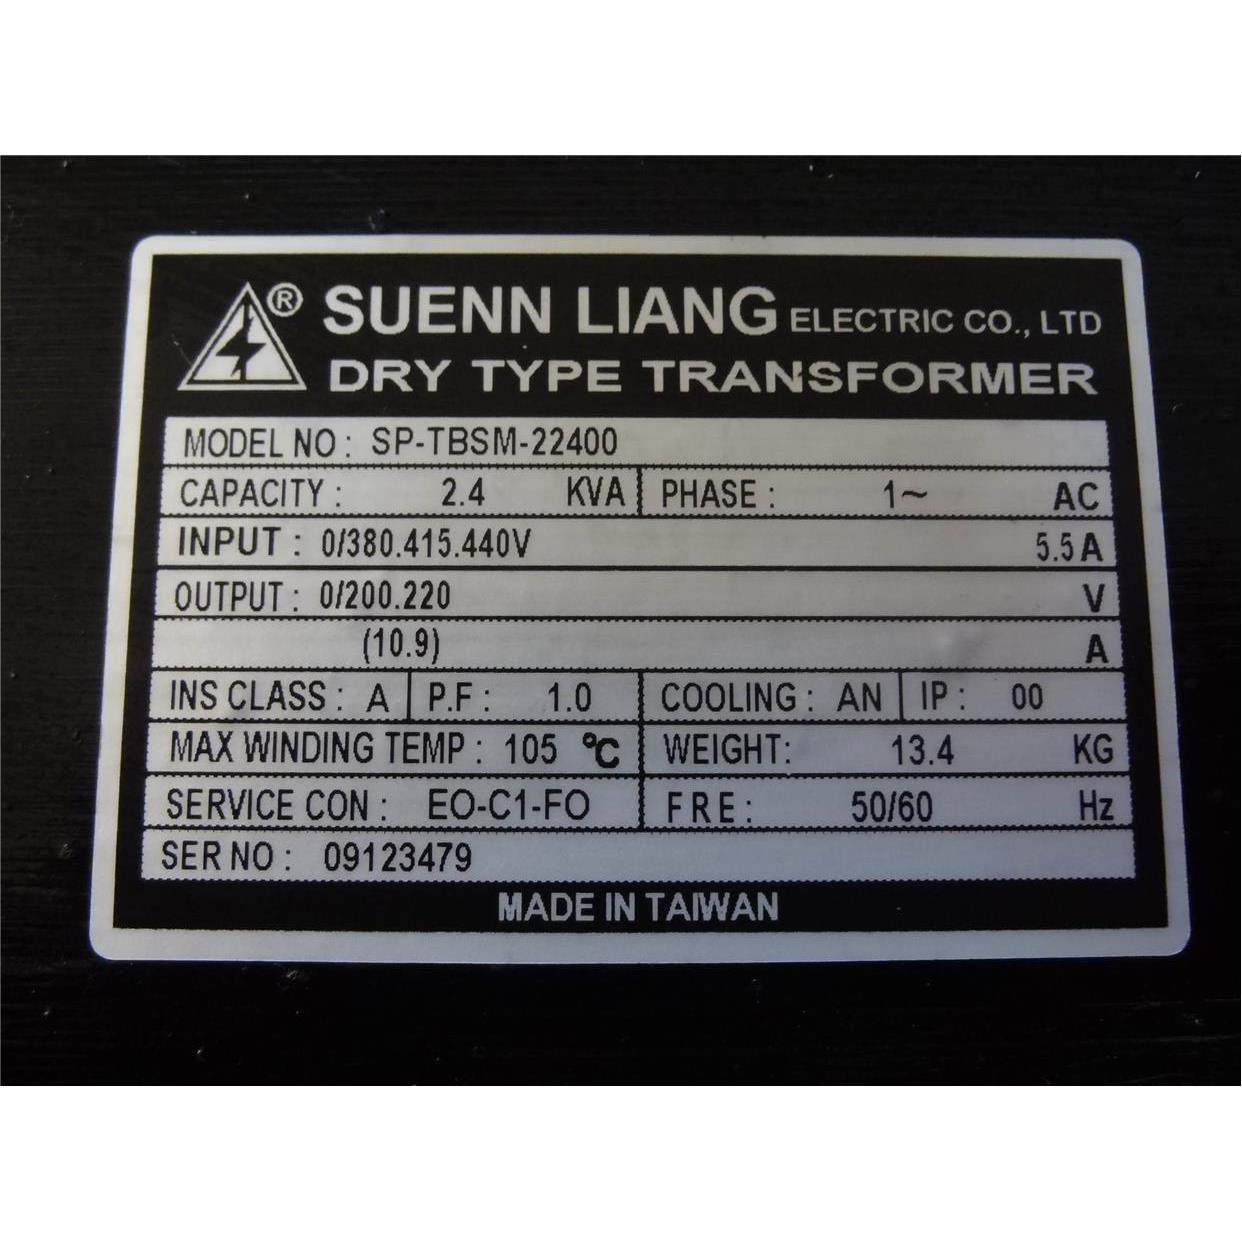 ® SUENN LIANG ELECTRIC CO., LTD
DRY TYPE TRANSFORMER
MODEL NO : SP-TBSM-22400
CAPACITY : 2.4 KVA PHASE : 1~ AC
INPUT : 0/380.415.440V 5.5 A
OUTPUT : 0/200.220 V
(10.9) A
INS CLASS : A P.F : 1.0 COOLING : AN IP : 00
MAX WINDING TEMP : 105 °C WEIGHT: 13.4 KG
SERVICE CON : EO-C1-FO FRE: 50/60 Hz
SER NO : 09123479
MADE IN TAIWAN